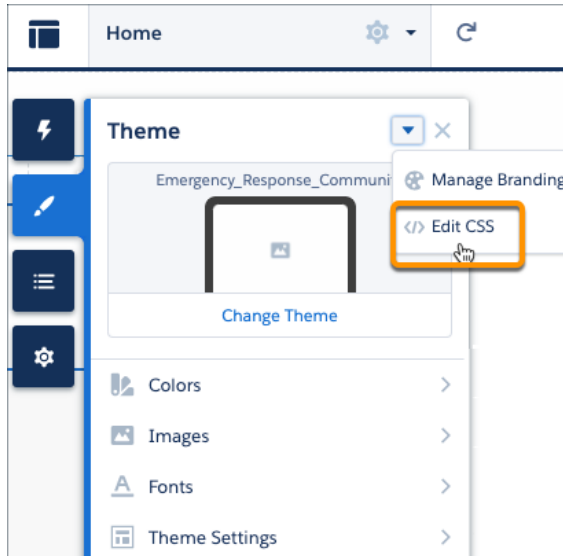 Home
Theme
Emergency_Response_Communi
Manage Branding
</> Edit CSS
Change Theme
Colors
Images
A Fonts
Theme Settings